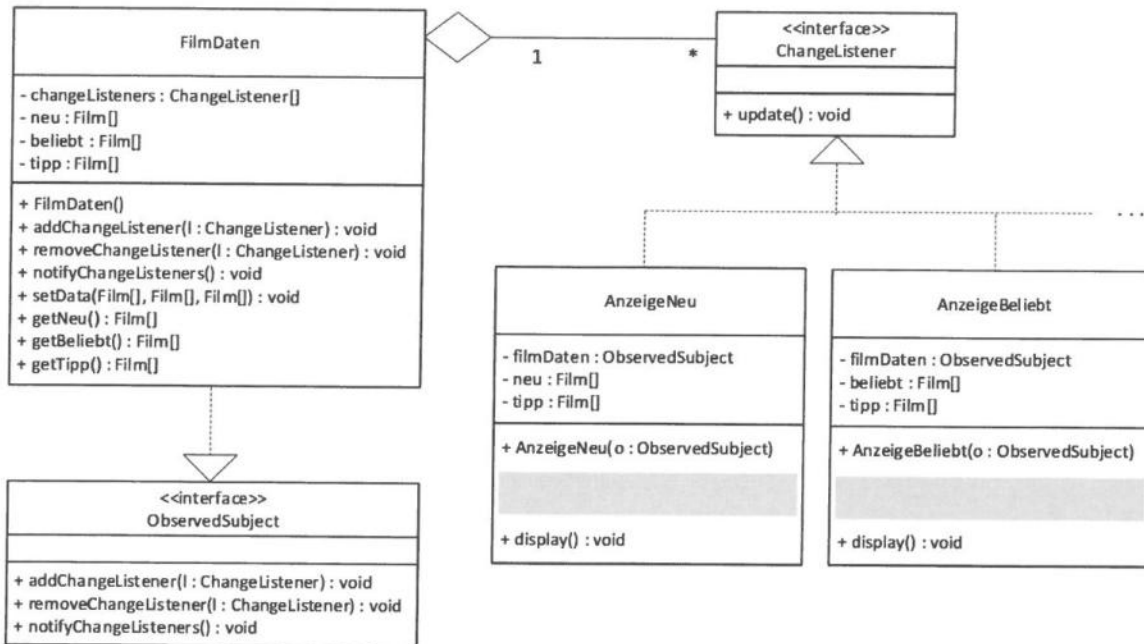 FilmDaten
- changeListeners : ChangeListener[]
- neu : Film[]
- beliebt : Film[]
- tipp : Film[]
+ FilmDaten()
+ addChangeListener(l : ChangeListener) : void
+ removeChangeListener(l : ChangeListener) : void
+ notifyChangeListeners() : void
+ setData(Film[], Film[], Film[]) : void
+ getNeu() : Film[]
+ getBeliebt() : Film[]
+ getTipp() : Film[]
1
*
<<interface>>
ChangeListener
+ update() : void
...
AnzeigeNeu
- filmDaten : ObservedSubject
- neu : Film[]
- tipp : Film[]
+ AnzeigeNeu(o : ObservedSubject)
+ display() : void
AnzeigeBeliebt
- filmDaten : ObservedSubject
- beliebt : Film[]
- tipp : Film[]
+ AnzeigeBeliebt(o : ObservedSubject)
+ display() : void
<<interface>>
ObservedSubject
+ addChangeListener(l : ChangeListener) : void
+ removeChangeListener(l : ChangeListener) : void
+ notifyChangeListeners() : void